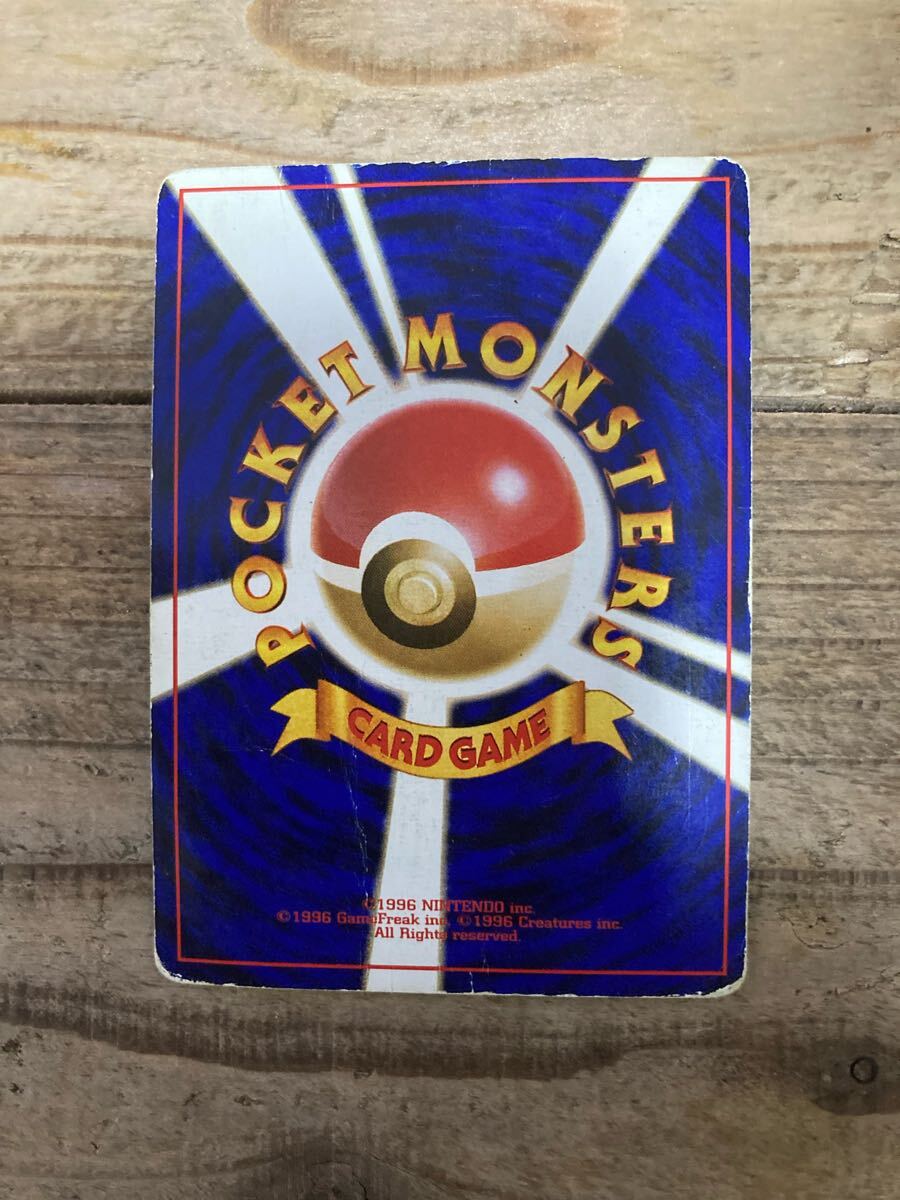 POCKET MONSTERS
CARD GAME
©1996 NINTENDO inc.
©1996 GameFreak inc. ©1996 Creatures inc.
All Rights reserved.